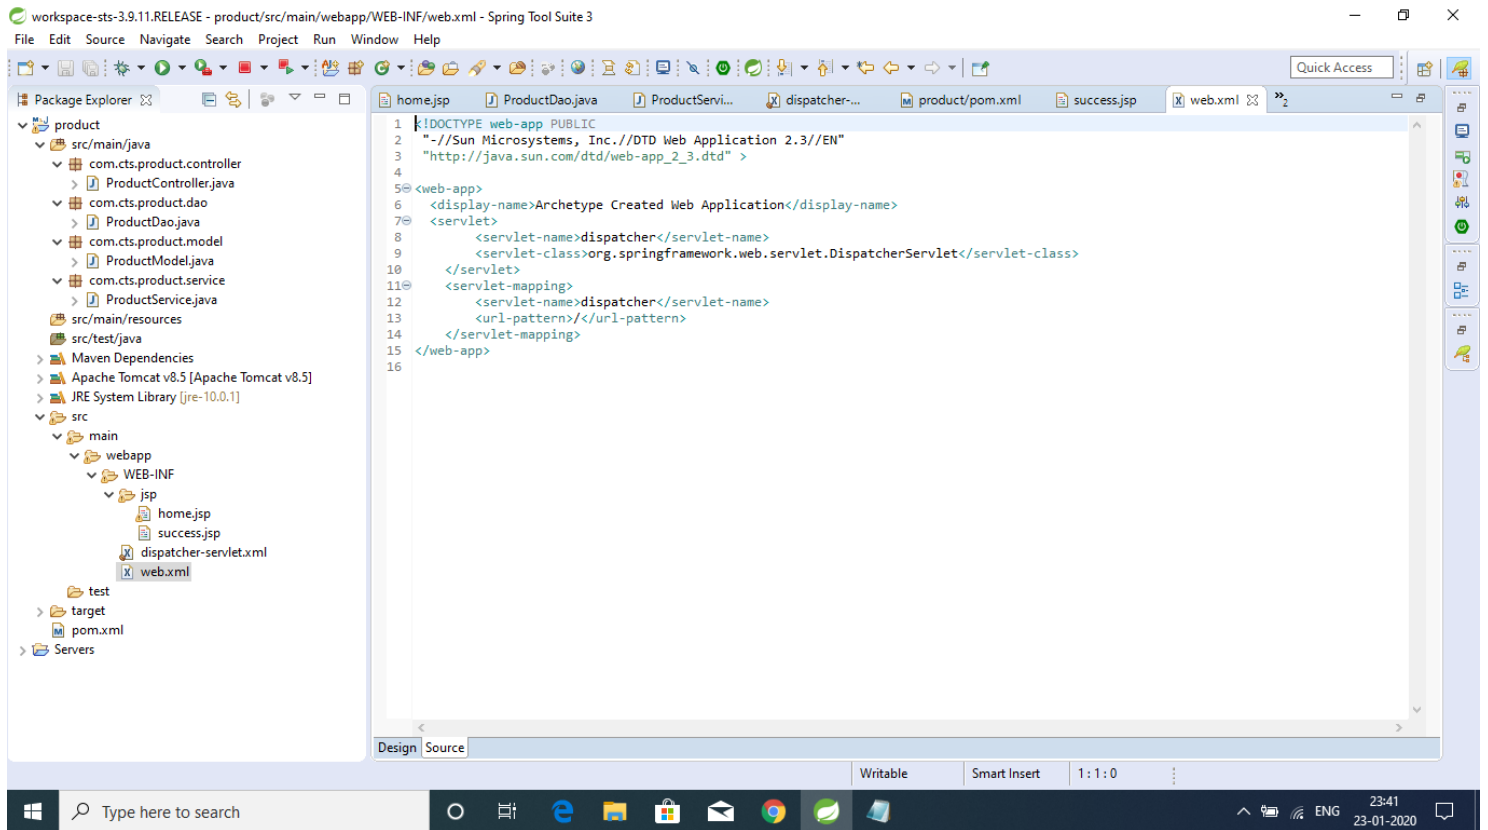 workspace-sts-3.9.11.RELEASE - product/src/main/webapp/WEB-INF/web.xml - Spring Tool Suite 3
File Edit Source Navigate Search Project Run Window Help
Quick Access
Package Explorer
product
src/main/java
com.cts.product.controller
ProductController.java
com.cts.product.dao
ProductDao.java
com.cts.product.model
ProductModel.java
com.cts.product.service
ProductService.java
src/main/resources
src/test/java
Maven Dependencies
Apache Tomcat v8.5 [Apache Tomcat v8.5]
JRE System Library [jre-10.0.1]
src
main
webapp
WEB-INF
jsp
home.jsp
success.jsp
dispatcher-servlet.xml
web.xml
test
target
pom.xml
Servers
home.jsp ProductDao.java ProductServi... dispatcher-... product/pom.xml success.jsp web.xml »2
1 <!DOCTYPE web-app PUBLIC
2 "-//Sun Microsystems, Inc.//DTD Web Application 2.3//EN"
3 "http://java.sun.com/dtd/web-app_2_3.dtd" >
4
5 <web-app>
6 <display-name>Archetype Created Web Application</display-name>
7 <servlet>
8 <servlet-name>dispatcher</servlet-name>
9 <servlet-class>org.springframework.web.servlet.DispatcherServlet</servlet-class>
10 </servlet>
11 <servlet-mapping>
12 <servlet-name>dispatcher</servlet-name>
13 <url-pattern>/</url-pattern>
14 </servlet-mapping>
15 </web-app>
16
Design Source
Writable Smart Insert 1 : 1 : 0
Type here to search
ENG
23:41
23-01-2020